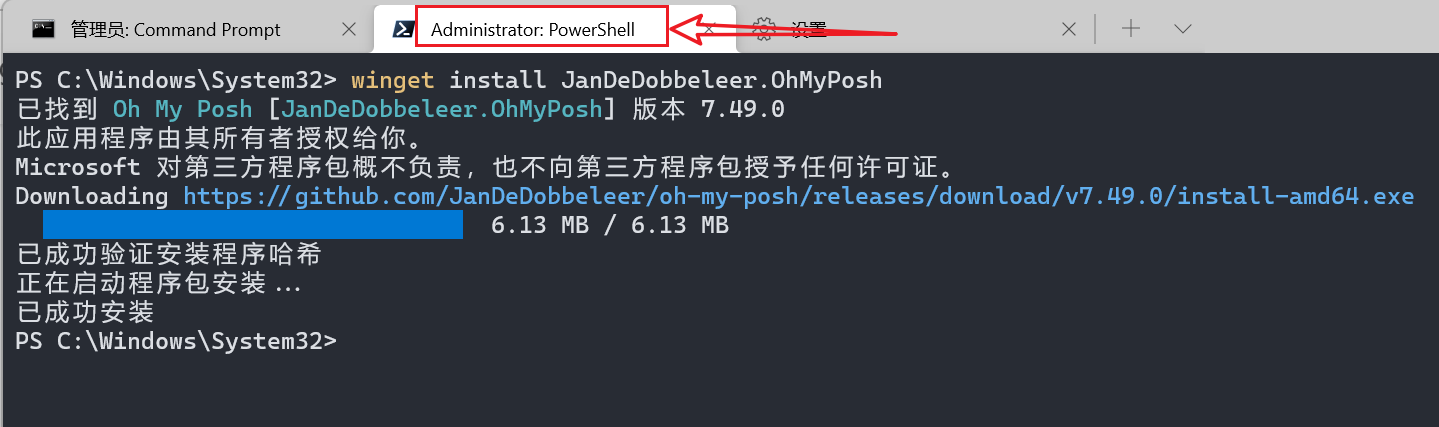 管理员: Command Prompt
Administrator: PowerShell
设置
PS C:\Windows\System32> winget install JanDeDobbeleer.OhMyPosh
已找到 Oh My Posh [JanDeDobbeleer.OhMyPosh] 版本 7.49.0
此应用程序由其所有者授权给你。
Microsoft 对第三方程序包概不负责，也不向第三方程序包授予任何许可证。
Downloading https://github.com/JanDeDobbeleer/oh-my-posh/releases/download/v7.49.0/install-amd64.exe
6.13 MB / 6.13 MB
已成功验证安装程序哈希
正在启动程序包安装...
已成功安装
PS C:\Windows\System32>